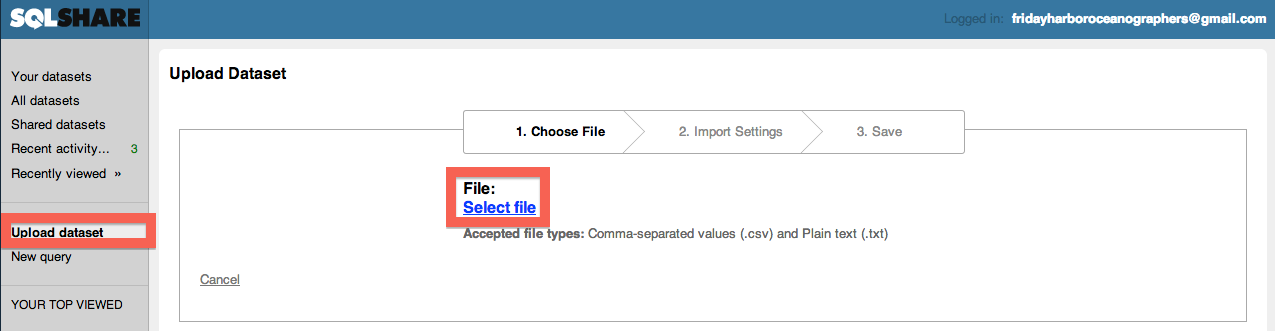 SQLSHARE
Logged in: fridayharboroceanographers@gmail.com
Your datasets
All datasets
Shared datasets
Recent activity... 3
Recently viewed »
Upload dataset
New query
YOUR TOP VIEWED
Upload Dataset
1. Choose File 2. Import Settings 3. Save
File:
Select file
Accepted file types: Comma-separated values (.csv) and Plain text (.txt)
Cancel